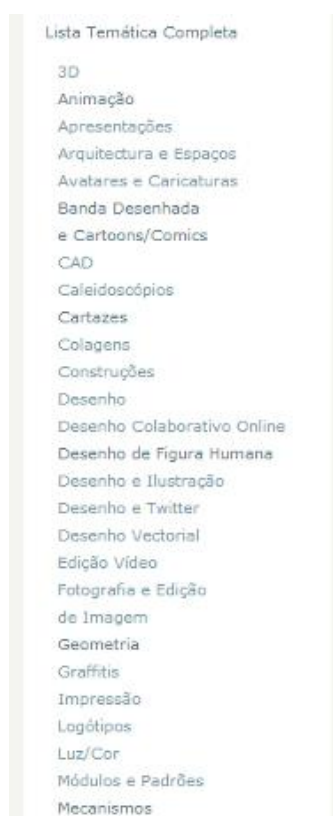 Lista Temática Completa
3D
Animação
Apresentações
Arquitectura e Espaços
Avatares e Caricaturas
Banda Desenhada
e Cartoons/Comics
CAD
Caleidoscópios
Cartazes
Colagens
Construções
Desenho
Desenho Colaborativo Online
Desenho de Figura Humana
Desenho e Ilustração
Desenho e Twitter
Desenho Vectorial
Edição Vídeo
Fotografia e Edição
de Imagem
Geometria
Graffitis
Impressão
Logótipos
Luz/Cor
Módulos e Padrões
Mecanismos